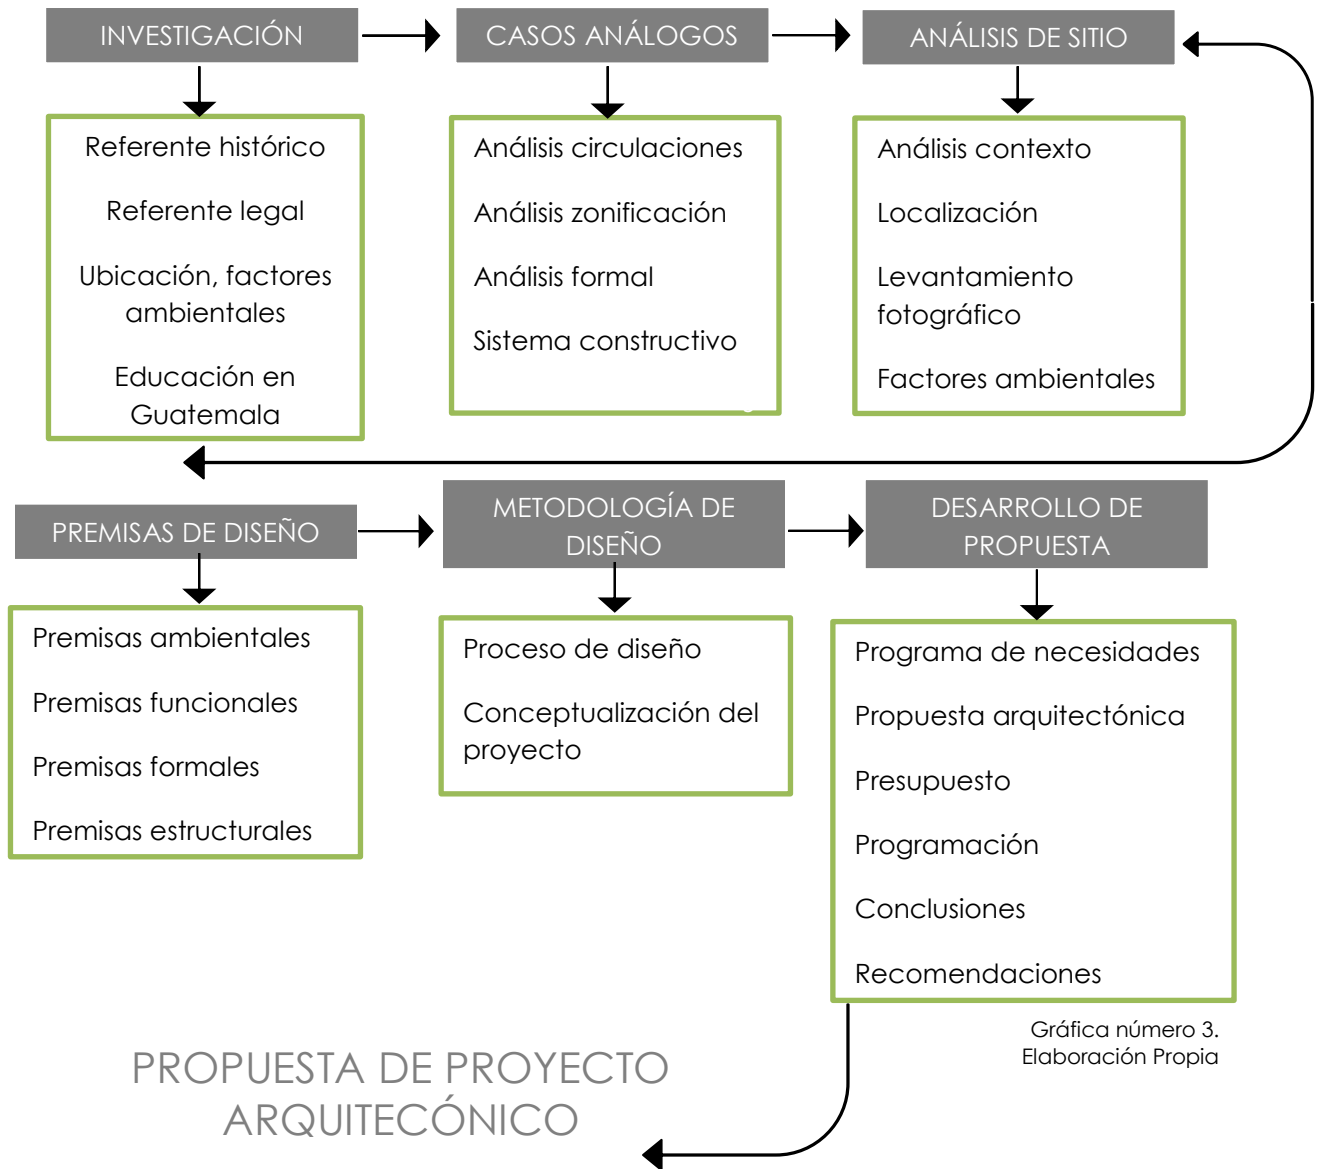 INVESTIGACIÓN
CASOS ANÁLOGOS
ANÁLISIS DE SITIO
Referente histórico
Referente legal
Ubicación, factores
ambientales
Educación en
Guatemala
Análisis circulaciones
Análisis zonificación
Análisis formal
Sistema constructivo
Análisis contexto
Localización
Levantamiento
fotográfico
Factores ambientales
PREMISAS DE DISEÑO
METODOLOGÍA DE
DISEÑO
DESARROLLO DE
PROPUESTA
Premisas ambientales
Premisas funcionales
Premisas formales
Premisas estructurales
Proceso de diseño
Conceptualización del
proyecto
Programa de necesidades
Propuesta arquitectónica
Presupuesto
Programación
Conclusiones
Recomendaciones
Gráfica número 3.
Elaboración Propia
PROPUESTA DE PROYECTO
ARQUITECÓNICO